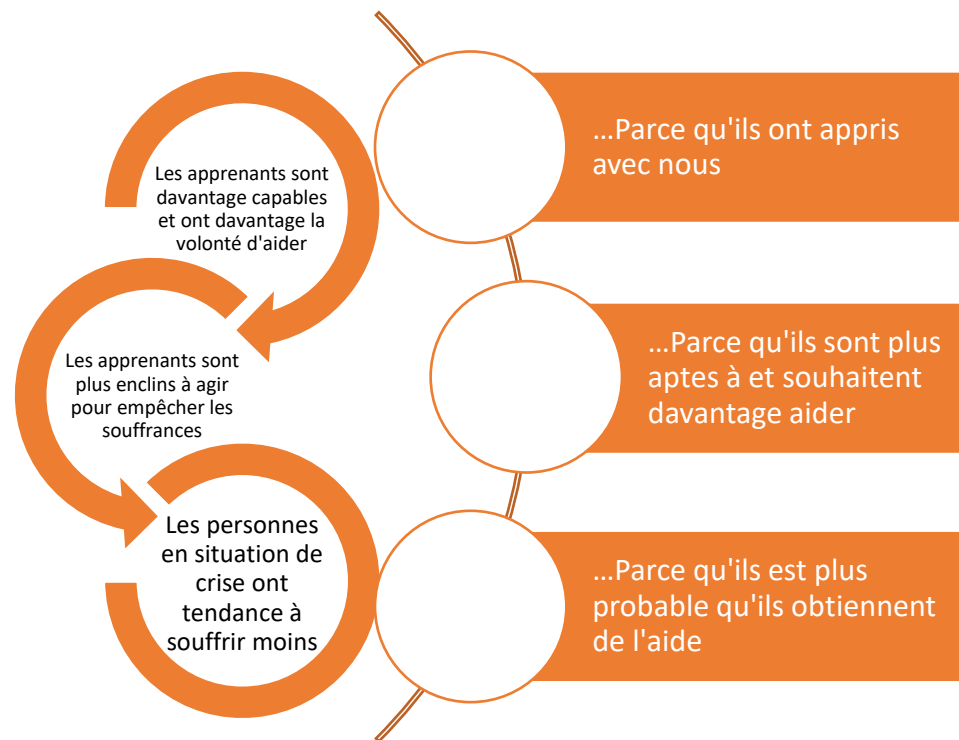 Les apprenants sont
davantage capables
et ont davantage la
volonté d'aider
...Parce qu'ils ont appris
avec nous
Les apprenants sont
plus enclins à agir
pour empêcher les
souffrances
...Parce qu'ils sont plus
aptes à et souhaitent
davantage aider
Les personnes
en situation de
crise ont
tendance à
souffrir moins
...Parce qu'ils est plus
probable qu'ils obtiennent
de l'aide